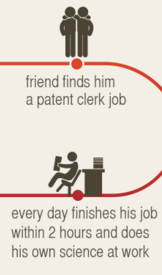 friend finds him
a patent clerk job
every day finishes his job
within 2 hours and does
his own science at work